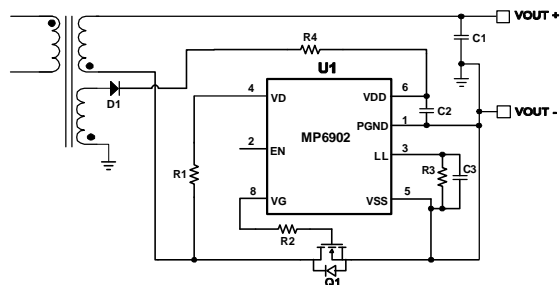 VOUT +
R4
C1
U1
D1
4 VD
VDD 6
C2
VOUT -
PGND 1
2 EN
MP6902
LL 3
R1
R3
C3
8 VG
VSS 5
R2
Q1